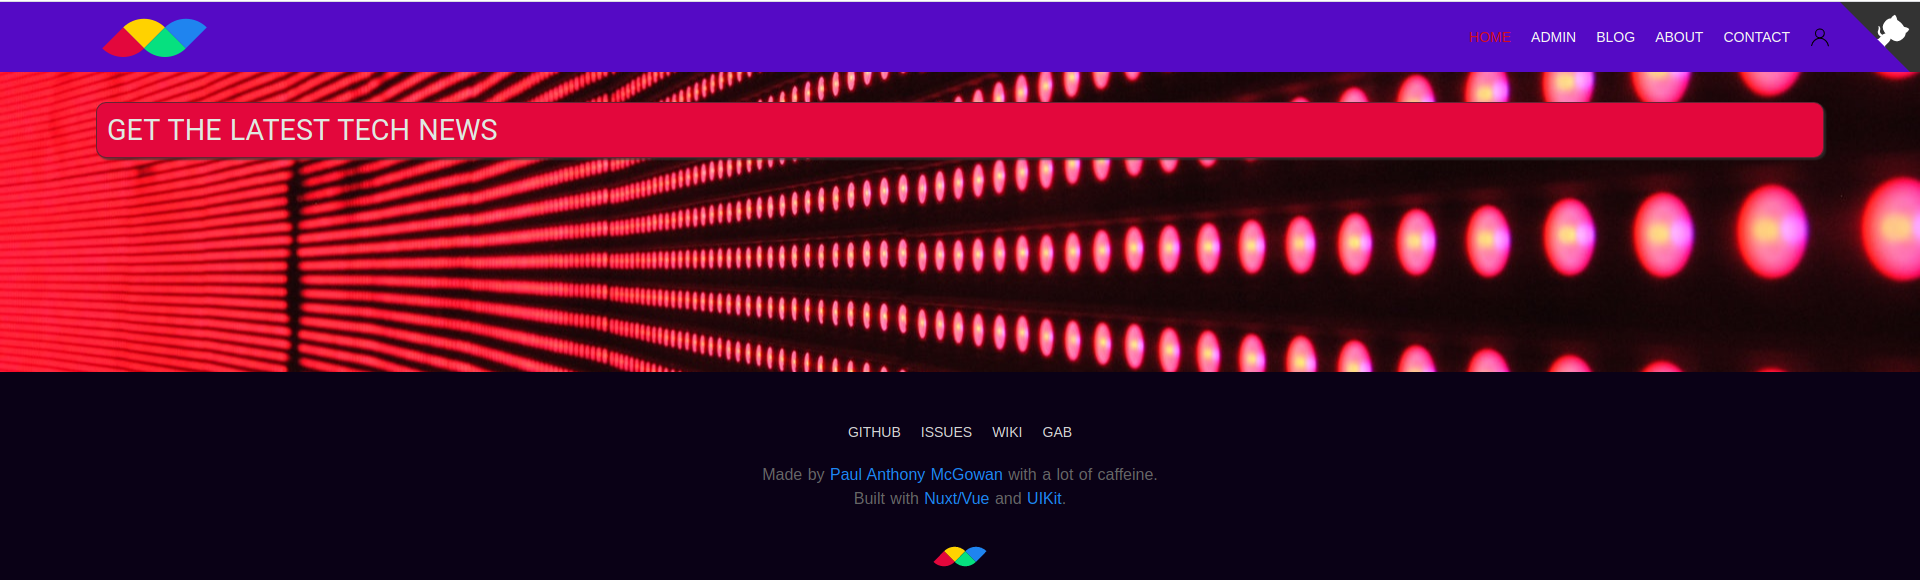 HOME ADMIN BLOG ABOUT CONTACT
GET THE LATEST TECH NEWS
GITHUB ISSUES WIKI GAB
Made by Paul Anthony McGowan with a lot of caffeine.
Built with Nuxt/Vue and UIKit.